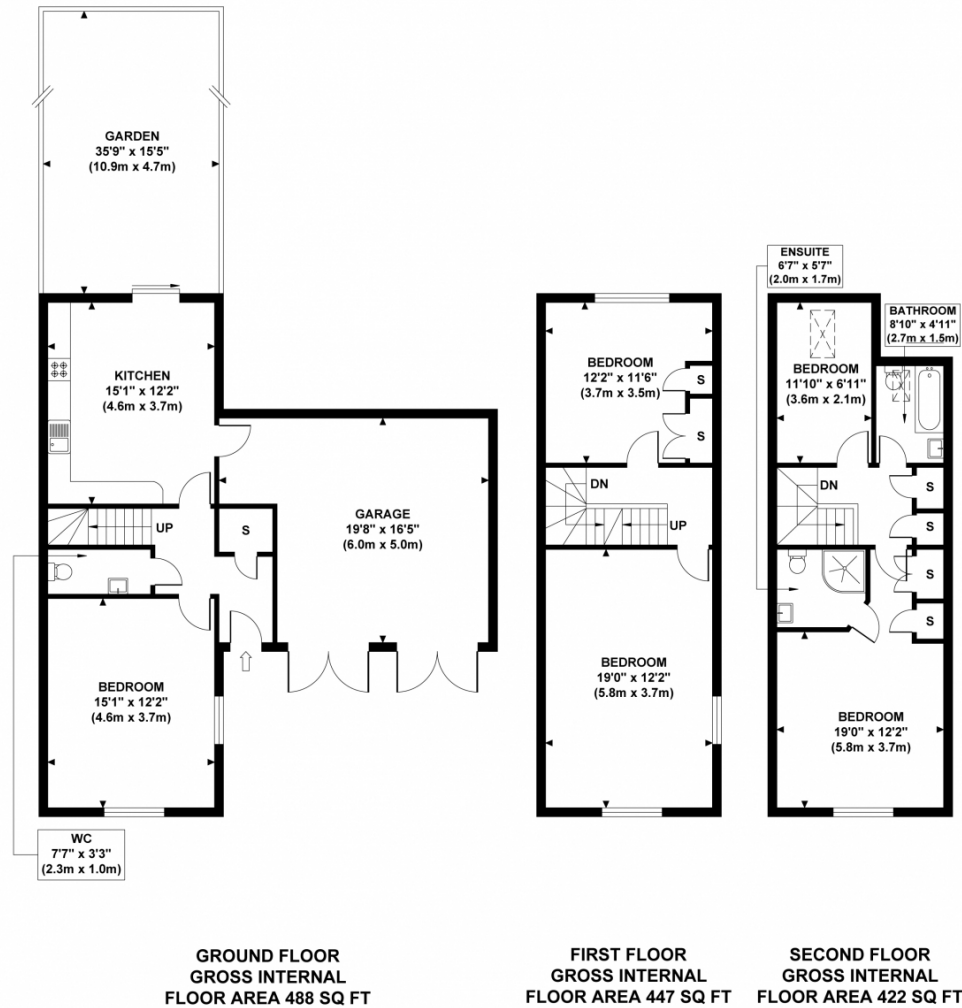 GARDEN
35'9" x 15'5"
(10.9m x 4.7m)
KITCHEN
15'1" x 12'2"
(4.6m x 3.7m)
UP
S
GARAGE
19'8" x 16'5"
(6.0m x 5.0m)
BEDROOM
15'1" x 12'2"
(4.6m x 3.7m)
WC
7'7" x 3'3"
(2.3m x 1.0m)
GROUND FLOOR
GROSS INTERNAL
FLOOR AREA 488 SQ FT
BEDROOM
12'2" x 11'6"
(3.7m x 3.5m)
S
S
DN
UP
BEDROOM
19'0" x 12'2"
(5.8m x 3.7m)
FIRST FLOOR
GROSS INTERNAL
FLOOR AREA 447 SQ FT
ENSUITE
6'7" x 5'7"
(2.0m x 1.7m)
BATHROOM
8'10" x 4'11"
(2.7m x 1.5m)
BEDROOM
11'10" x 6'11"
(3.6m x 2.1m)
DN
S
S
S
S
BEDROOM
19'0" x 12'2"
(5.8m x 3.7m)
SECOND FLOOR
GROSS INTERNAL
FLOOR AREA 422 SQ FT